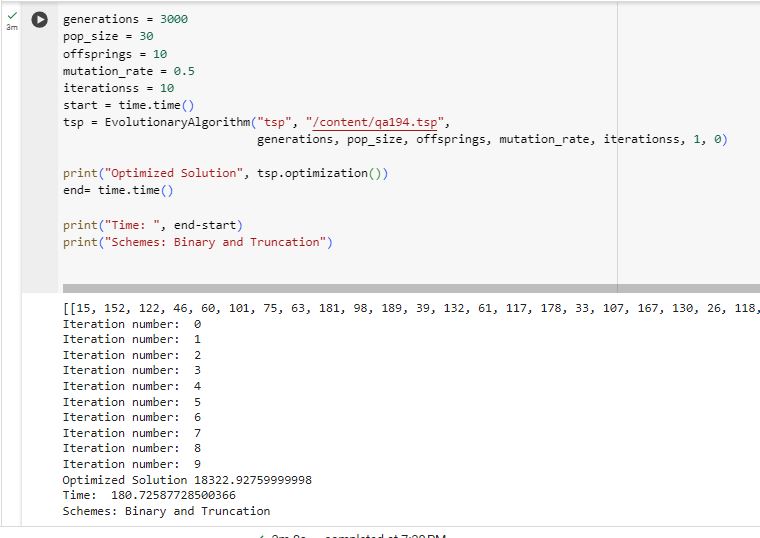 3m
generations = 3000
pop_size = 30
offsprings = 10
mutation_rate = 0.5
iterationss = 10
start = time.time()
tsp = EvolutionaryAlgorithm("tsp", "/content/qa194.tsp",
generations, pop_size, offsprings, mutation_rate, iterationss, 1, 0)
print("Optimized Solution", tsp.optimization())
end= time.time()
print("Time: ", end-start)
print("Schemes: Binary and Truncation")
[[15, 152, 122, 46, 60, 101, 75, 63, 181, 98, 189, 39, 132, 61, 117, 178, 33, 107, 167, 130, 26, 118,
Iteration number:  0
Iteration number:  1
Iteration number:  2
Iteration number:  3
Iteration number:  4
Iteration number:  5
Iteration number:  6
Iteration number:  7
Iteration number:  8
Iteration number:  9
Optimized Solution 18322.92759999998
Time:  180.72587728500366
Schemes: Binary and Truncation
completed at 7:20 PM